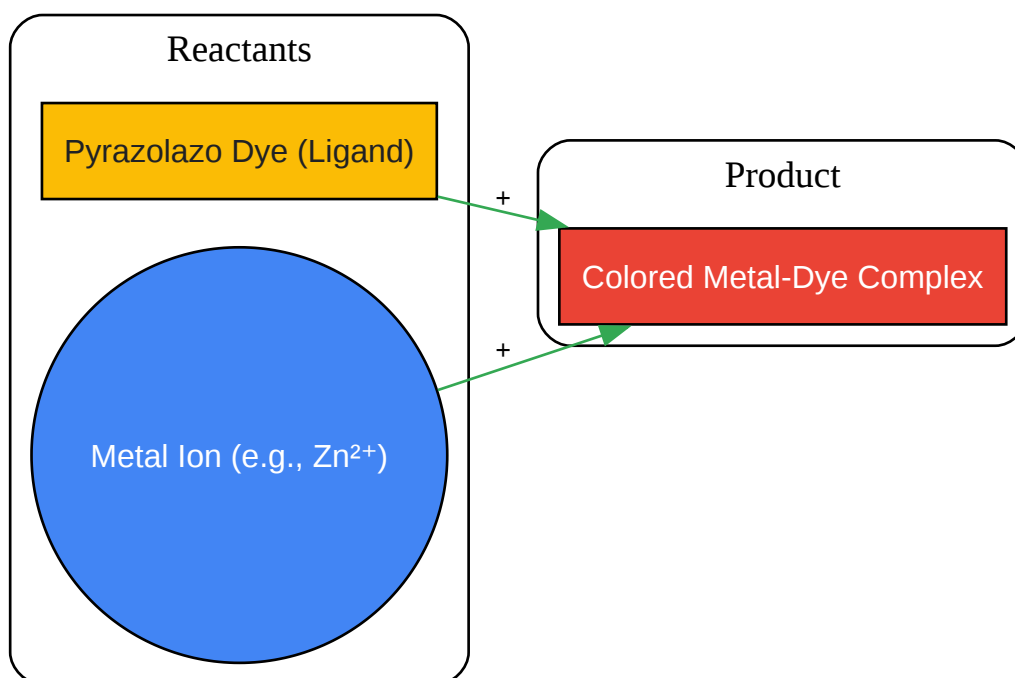 Reactants
Pyrazolazo Dye (Ligand)
+
Product
Colored Metal-Dye Complex
+
Metal Ion (e.g., Zn²⁺)